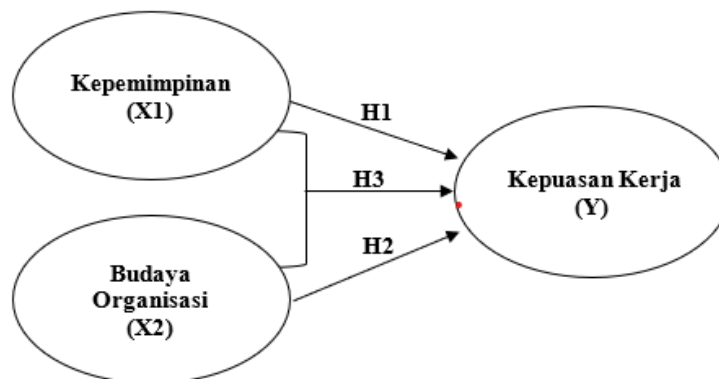 Kepemimpinan
(X1)
H1
H3
Kepuasan Kerja
(Y)
H2
Budaya
Organisasi
(X2)